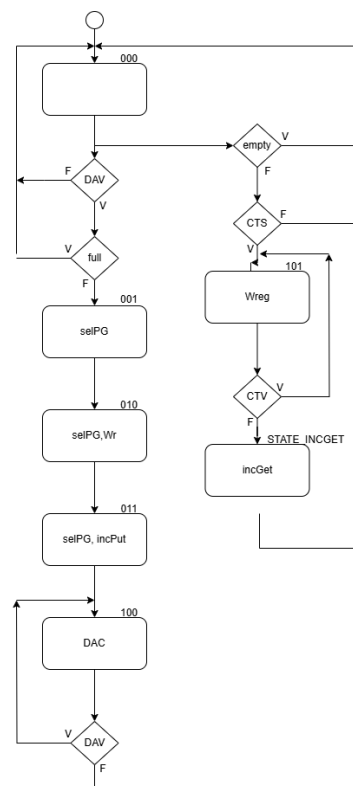 000
empty
V
F
F
DAV
V
CTS
F
V
V
full
F
101
001
Wreg
selPG
010
CTV
V
F
selPG,Wr
STATE_INCGET
incGet
011
selPG, incPut
100
DAC
V
DAV
F